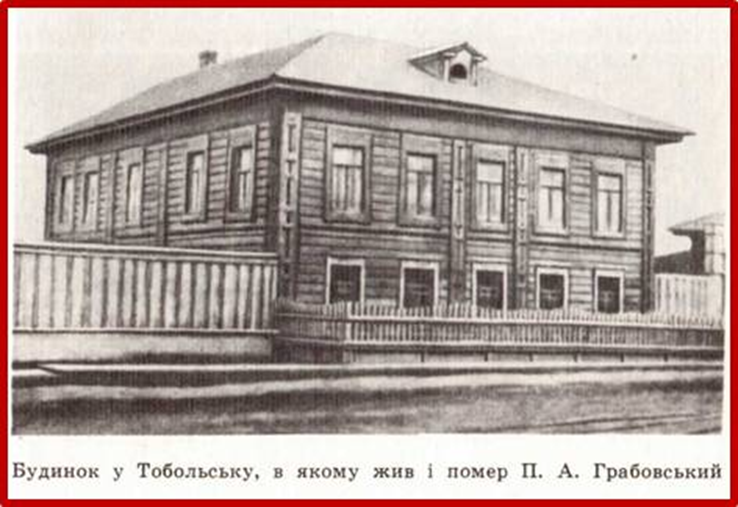 Будинок у Тобольську, в якому жив і помер П. А. Грабовський